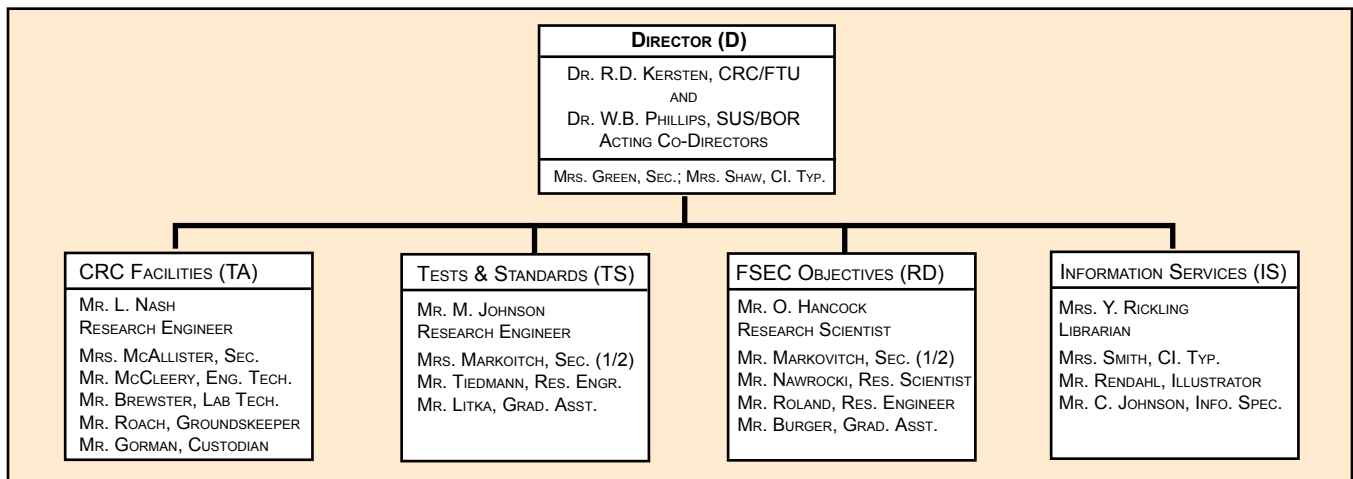 DIRECTOR (D)
DR. R.D. KERSTEN, CRC/FTU
AND
DR. W.B. PHILLIPS, SUS/BOR
ACTING CO-DIRECTORS
MRS. GREEN, SEC.; MRS. SHAW, CI. TYP.
CRC FACILITIES (TA)
MR. L. NASH
RESEARCH ENGINEER
MRS. MCALLISTER, SEC.
MR. MCCLEERY, ENG. TECH.
MR. BREWSTER, LAB TECH.
MR. ROACH, GROUNDSKEEPER
MR. GORMAN, CUSTODIAN
TESTS & STANDARDS (TS)
MR. M. JOHNSON
RESEARCH ENGINEER
MRS. MARKOITCH, SEC. (1/2)
MR. TIEDMANN, RES. ENGR.
MR. LITKA, GRAD. ASST.
FSEC OBJECTIVES (RD)
MR. O. HANCOCK
RESEARCH SCIENTIST
MR. MARKOVITCH, SEC. (1/2)
MR. NAWROCKI, RES. SCIENTIST
MR. ROLAND, RES. ENGINEER
MR. BURGER, GRAD. ASST.
INFORMATION SERVICES (IS)
MRS. Y. RICKLING
LIBRARIAN
MRS. SMITH, CI. TYP.
MR. RENDAHL, ILLUSTRATOR
MR. C. JOHNSON, INFO. SPEC.